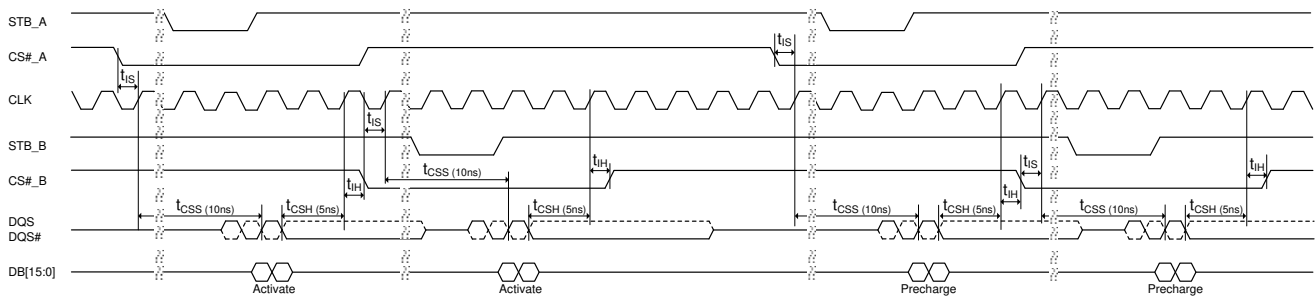 STB_A
CS#_A
tIS
tIS
CLK
tIS
STB_B
tIH
tIS
tIH
CS#_B
tCSS (10ns)
tIH
tIH
tCSS (10ns)
tCSH (5ns)
tCSH (5ns)
tCSS (10ns)
tCSH (5ns)
tCSS (10ns)
tCSH (5ns)
DQS
DQS#
DB[15:0]
Activate
Activate
Precharge
Precharge